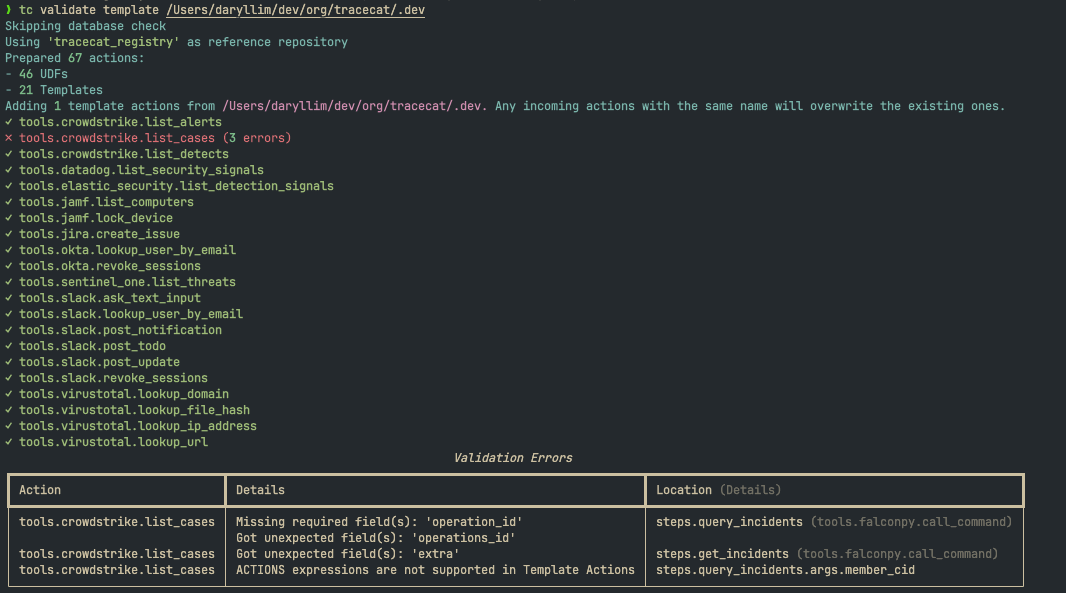 ❯ tc validate template /Users/daryllim/dev/org/tracecat/.dev
Skipping database check
Using 'tracecat_registry' as reference repository
Prepared 67 actions:
- 46 UDFs
- 21 Templates
Adding 1 template actions from /Users/daryllim/dev/org/tracecat/.dev. Any incoming actions with the same name will overwrite the existing ones.
✓ tools.crowdstrike.list_alerts
✗ tools.crowdstrike.list_cases (3 errors)
✓ tools.crowdstrike.list_detects
✓ tools.datadog.list_security_signals
✓ tools.elastic_security.list_detection_signals
✓ tools.jamf.list_computers
✓ tools.jamf.lock_device
✓ tools.jira.create_issue
✓ tools.okta.lookup_user_by_email
✓ tools.okta.revoke_sessions
✓ tools.sentinel_one.list_threats
✓ tools.slack.ask_text_input
✓ tools.slack.lookup_user_by_email
✓ tools.slack.post_notification
✓ tools.slack.post_todo
✓ tools.slack.post_update
✓ tools.slack.revoke_sessions
✓ tools.virustotal.lookup_domain
✓ tools.virustotal.lookup_file_hash
✓ tools.virustotal.lookup_ip_address
✓ tools.virustotal.lookup_url
Validation Errors
Action Details Location (Details)
tools.crowdstrike.list_cases Missing required field(s): 'operation_id' steps.query_incidents (tools.falconpy.call_command)
Got unexpected field(s): 'operations_id'
tools.crowdstrike.list_cases Got unexpected field(s): 'extra' steps.get_incidents (tools.falconpy.call_command)
tools.crowdstrike.list_cases ACTIONS expressions are not supported in Template Actions steps.query_incidents.args.member_cid